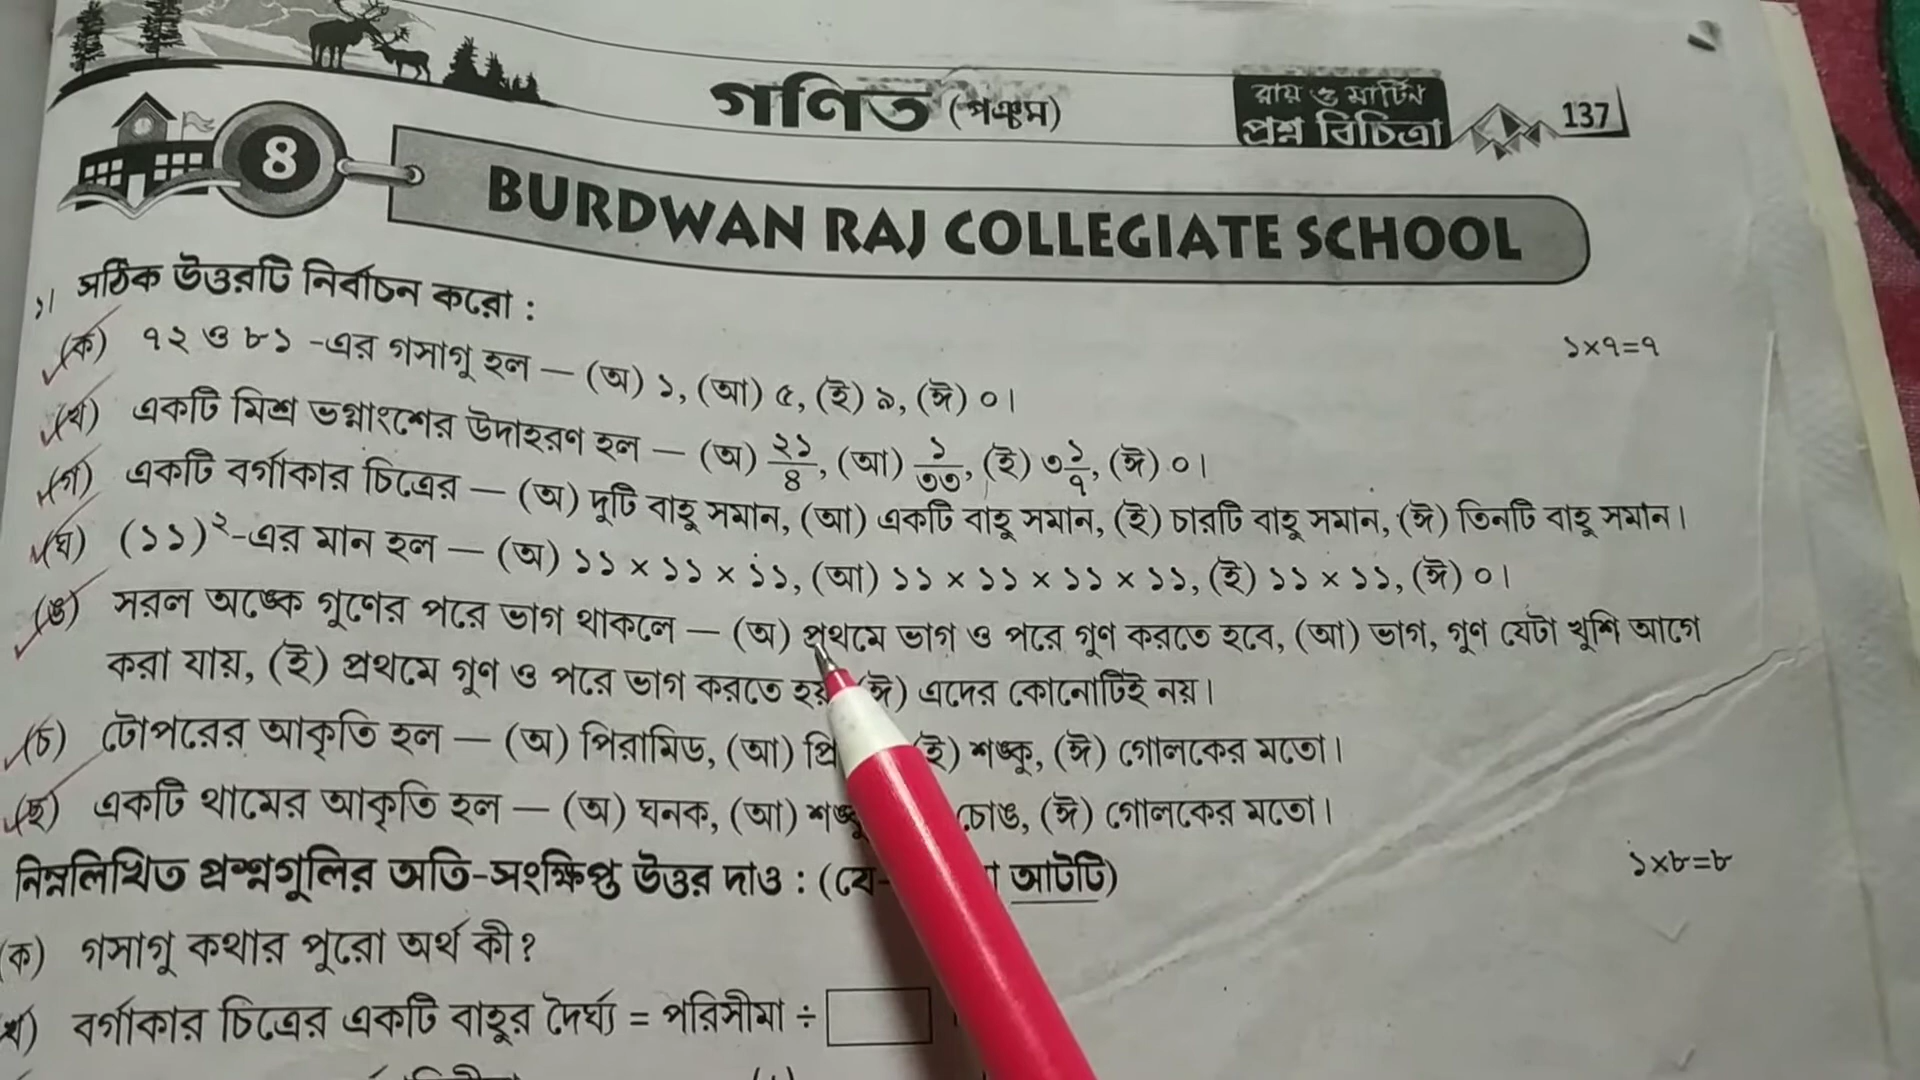 গণিত (পঞ্চম)
রায় ও মার্টিন
প্রশ্ন বিচিত্রা
137
8
BURDWAN RAJ COLLEGIATE SCHOOL
১। সঠিক উত্তরটি নির্বাচন করো :
১×৭=৭
(ক) ৭২ ও ৮১ -এর গসাগু হল — (অ) ১, (আ) ৫, (ই) ৯, (ঈ) ০।
(খ) একটি মিশ্র ভগ্নাংশের উদাহরণ হল — (অ) ২১/৪, (আ) ১/৩৩, (ই) ৩ ১/৭, (ঈ) ০।
(গ) একটি বর্গাকার চিত্রের — (অ) দুটি বাহু সমান, (আ) একটি বাহু সমান, (ই) চারটি বাহু সমান, (ঈ) তিনটি বাহু সমান।
(ঘ) (১১)²-এর মান হল — (অ) ১১ × ১১ × ১১, (আ) ১১ × ১১ × ১১ × ১১, (ই) ১১ × ১১, (ঈ) ০।
(ঙ) সরল অঙ্কে গুণের পরে ভাগ থাকলে — (অ) প্রথমে ভাগ ও পরে গুণ করতে হবে, (আ) ভাগ, গুণ যেটা খুশি আগে
করা যায়, (ই) প্রথমে গুণ ও পরে ভাগ করতে হয় (ঈ) এদের কোনোটিই নয়।
(চ) টোপরের আকৃতি হল — (অ) পিরামিড, (আ) (ই) শঙ্কু, (ঈ) গোলকের মতো।
(ছ) একটি থামের আকৃতি হল — (অ) ঘনক, (আ) চোঙ, (ঈ) গোলকের মতো।
নিম্নলিখিত প্রশ্নগুলির অতি-সংক্ষিপ্ত উত্তর দাও : (যে- আটটি)
১×৮=৮
(ক) গসাগু কথার পুরো অর্থ কী?
(খ) বর্গাকার চিত্রের একটি বাহুর দৈর্ঘ্য = পরিসীমা ÷